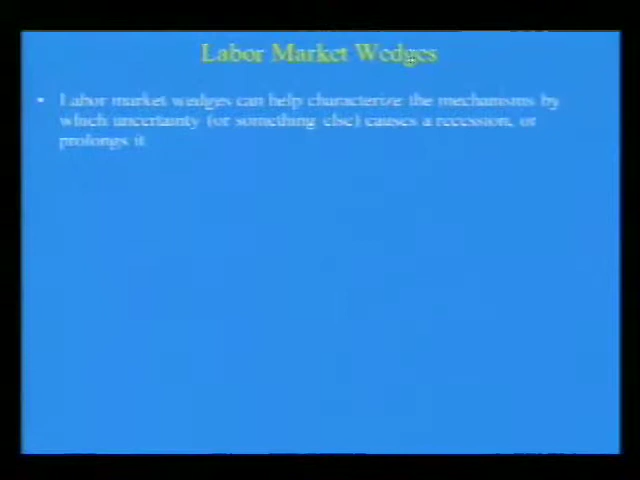 Labor Market Wedges
• Labor market wedges can help characterize the mechanisms by
which uncertainty (or something else) causes a recession, or
prolongs it